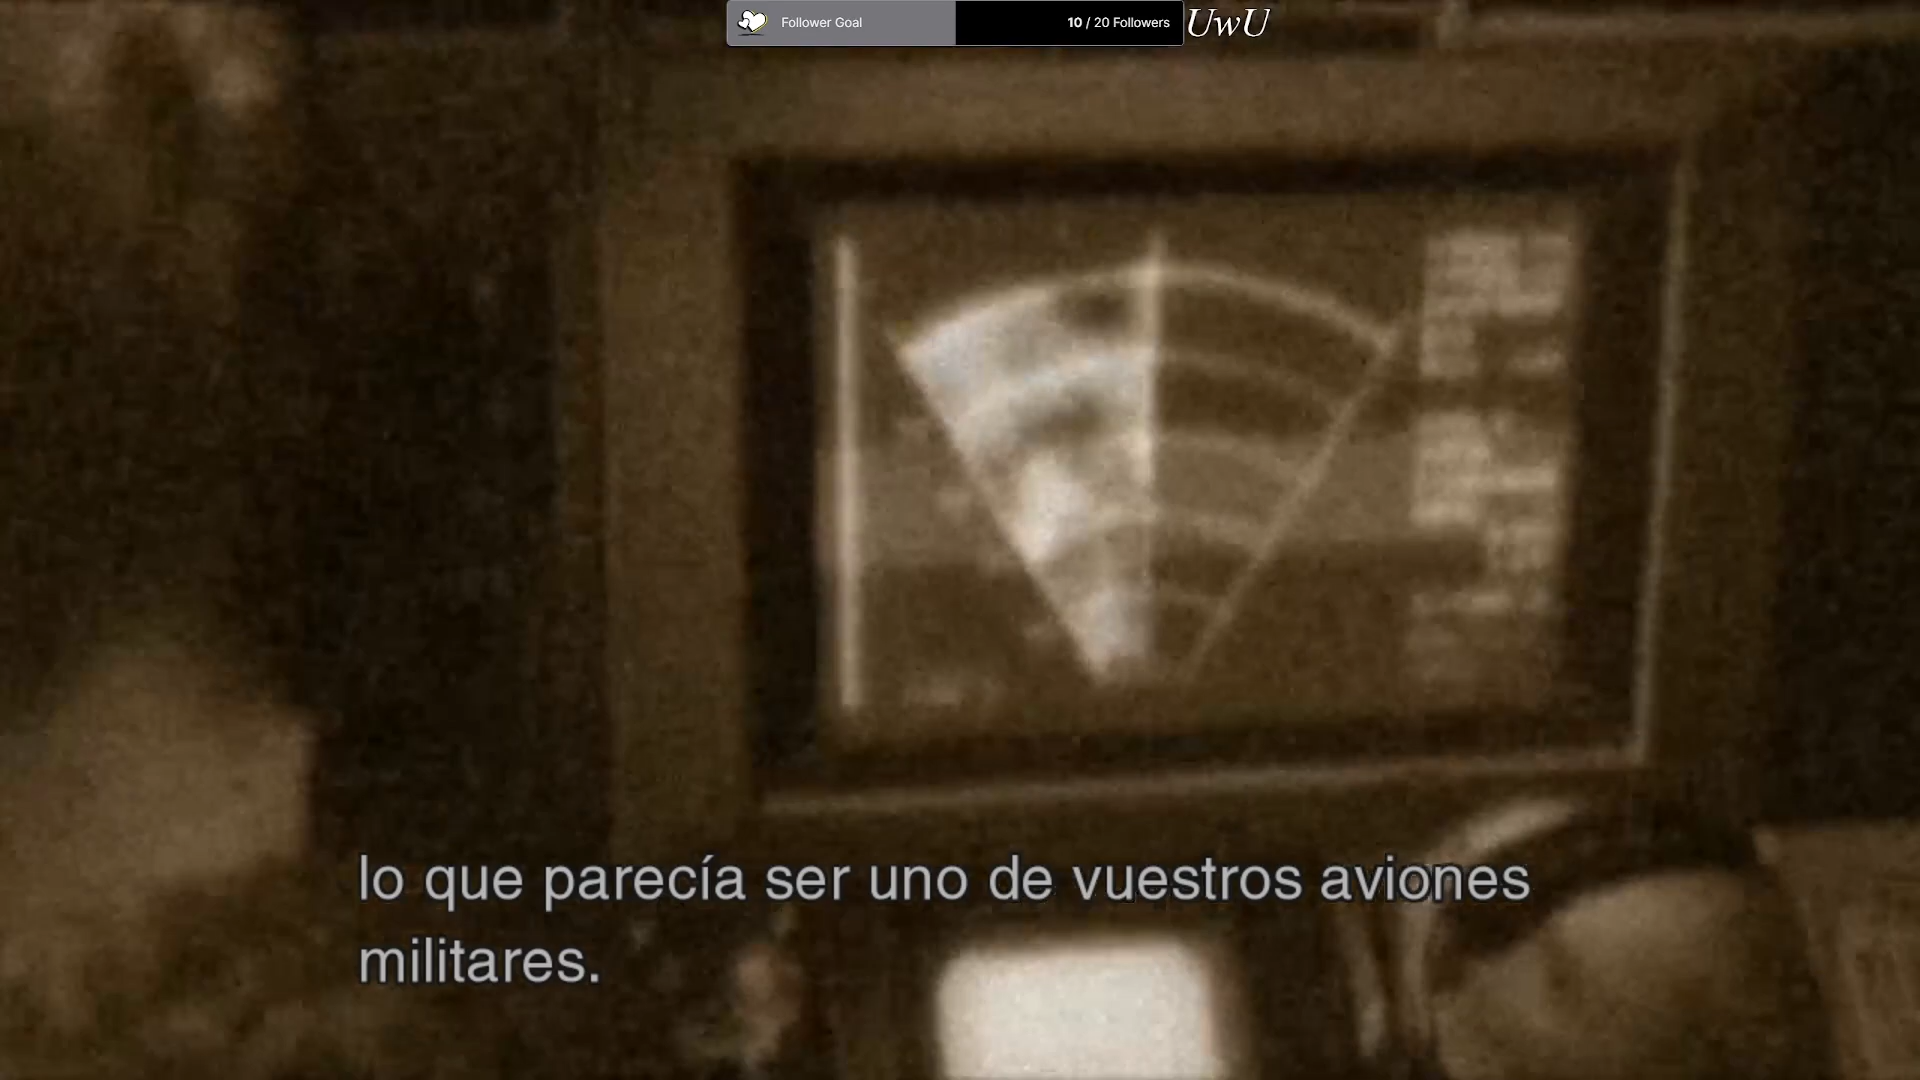 Follower Goal 10 / 20 Followers UwU
lo que parecía ser uno de vuestros aviones
militares.